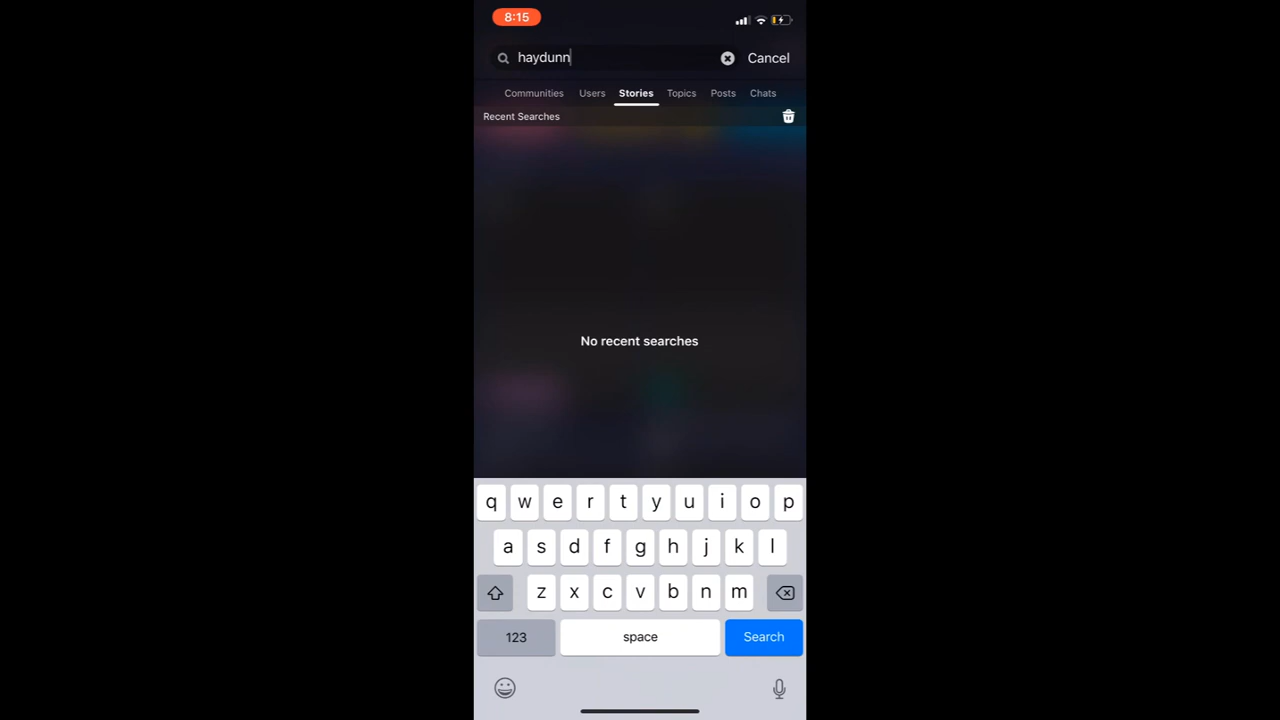 8:15
haydunn
Cancel
Communities Users Stories Topics Posts Chats
Recent Searches
No recent searches
q w e r t y u i o p
a s d f g h j k l
z x c v b n m
123 space Search